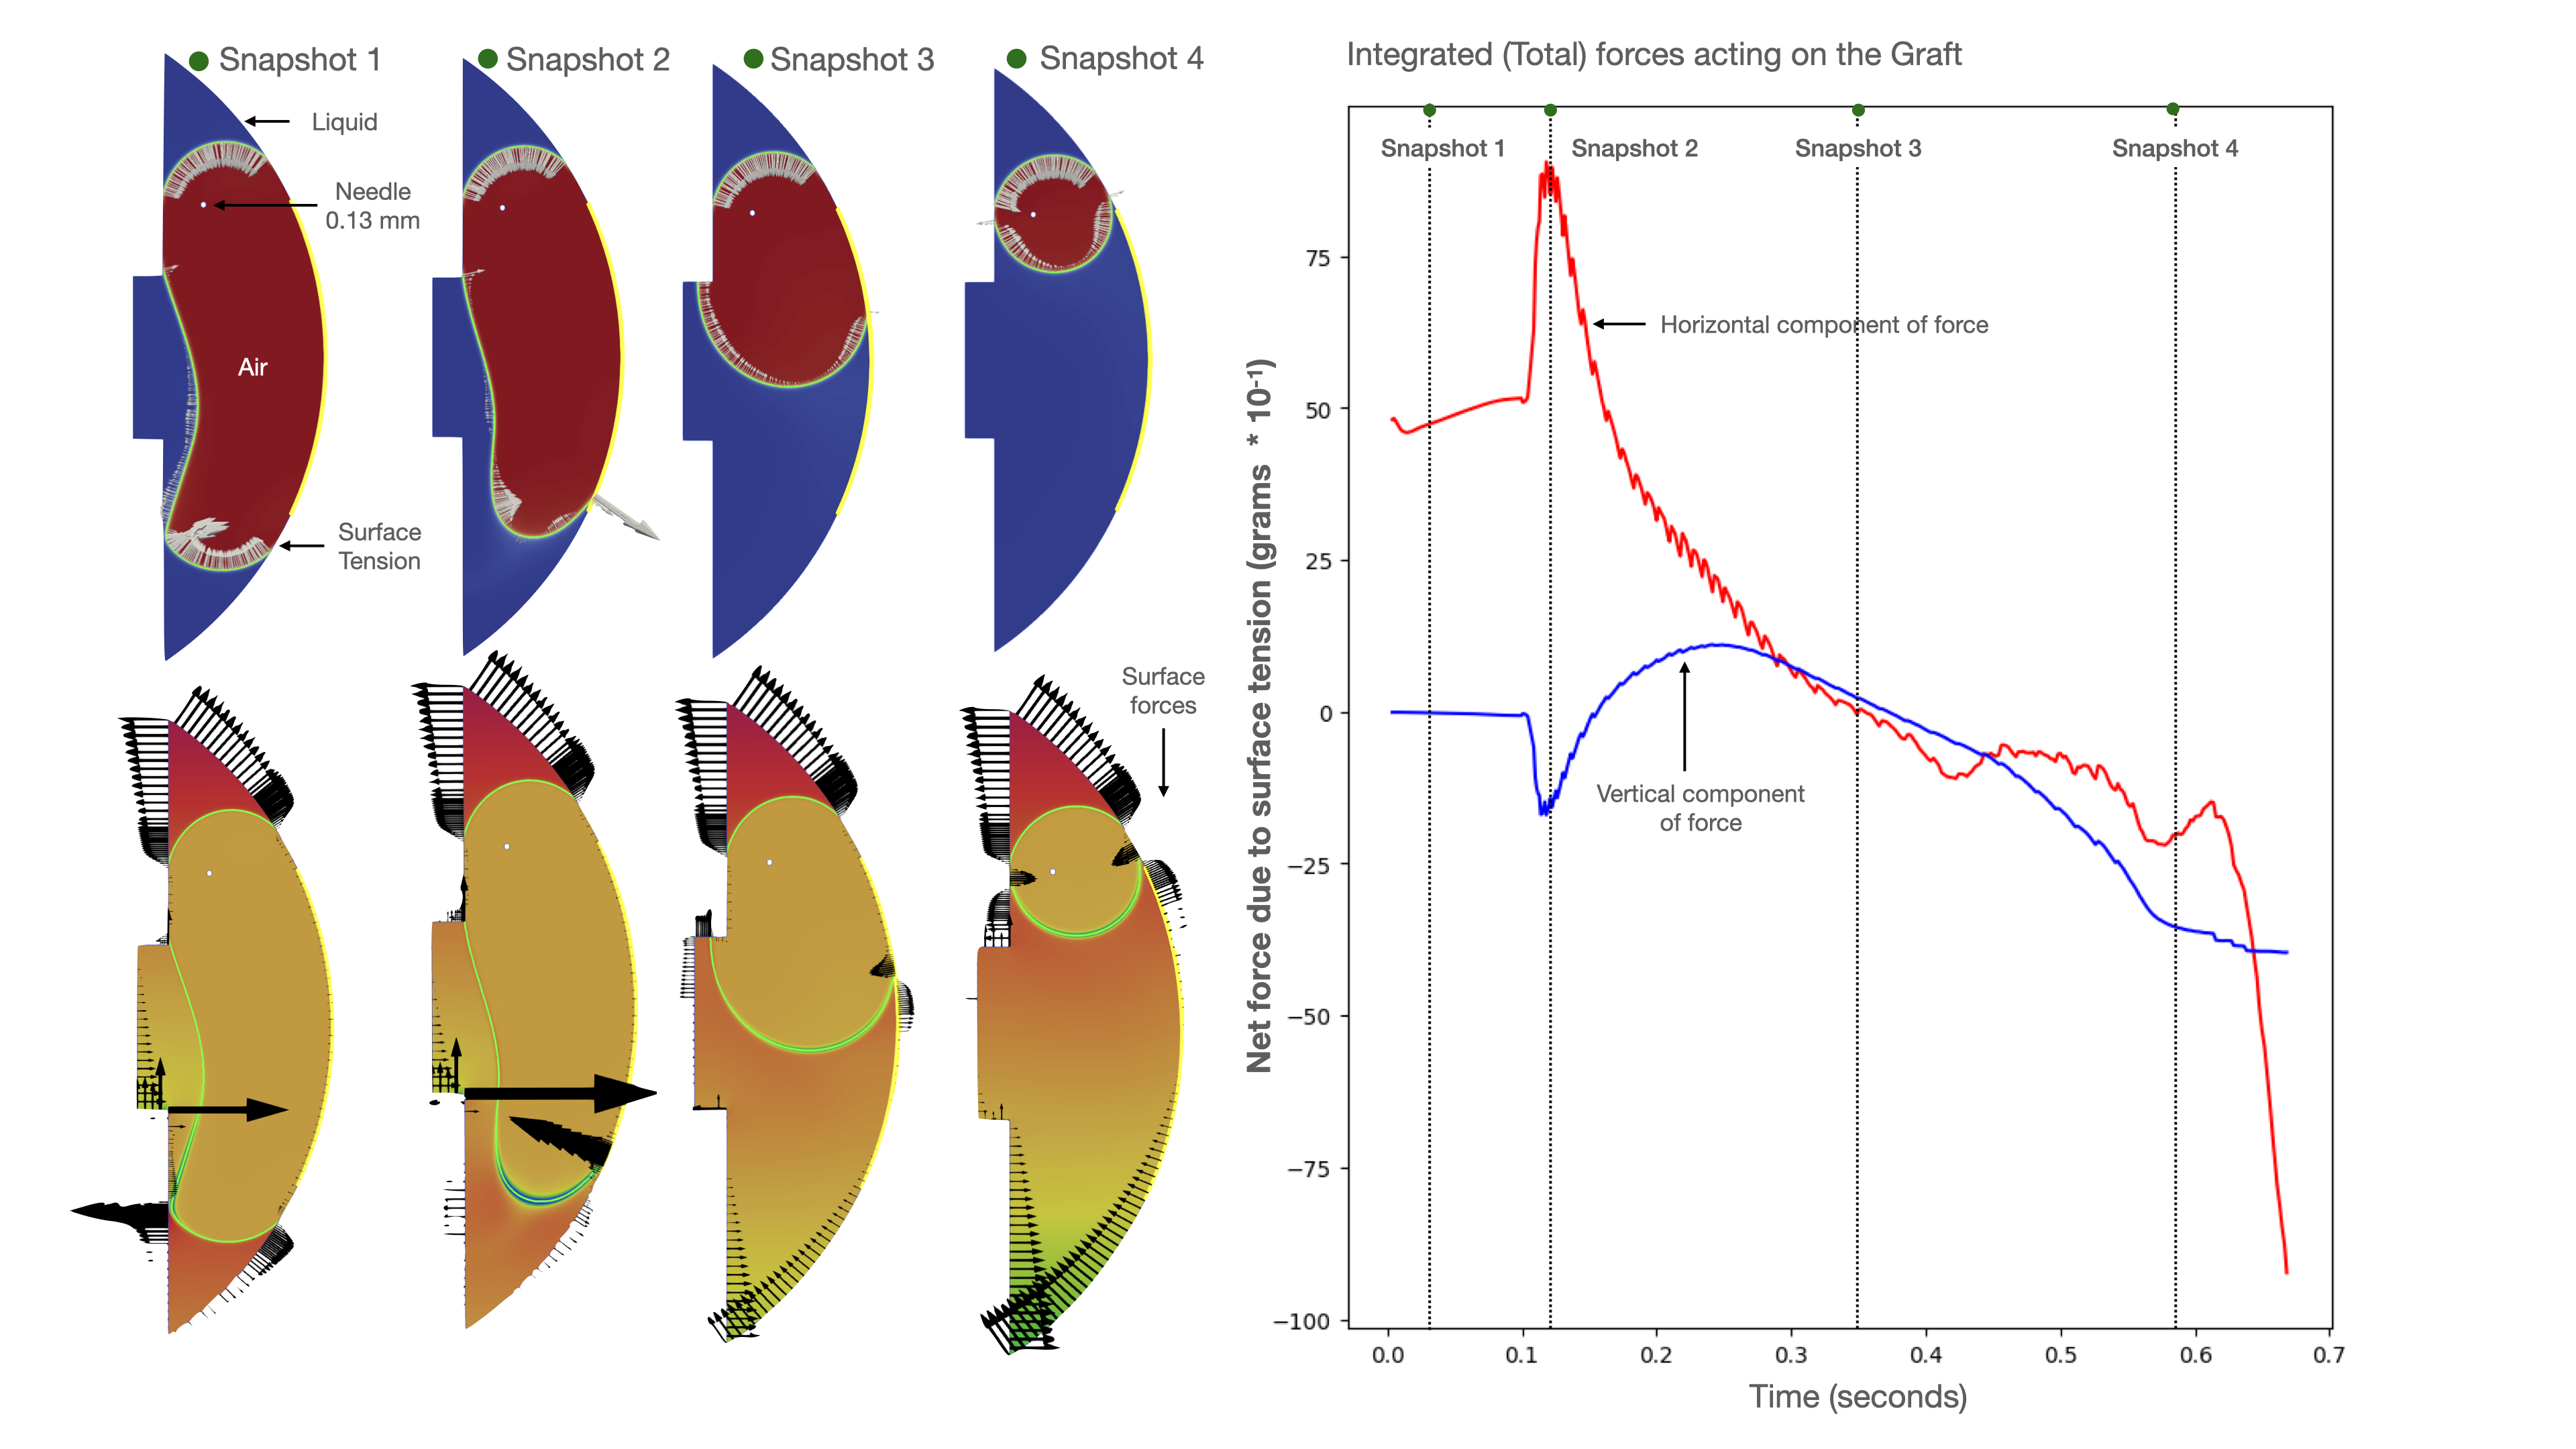 Snapshot 1
Snapshot 2
Snapshot 3
Snapshot 4
Liquid
Needle
0.13 mm
Air
Surface
Tension
Surface
forces
Integrated (Total) forces acting on the Graft
Snapshot 1
Snapshot 2
Snapshot 3
Snapshot 4
Horizontal component of force
Vertical component
of force
Net force due to surface tension (grams * 10⁻¹)
75
50
25
0
−25
−50
−75
−100
0.0
0.1
0.2
0.3
0.4
0.5
0.6
0.7
Time (seconds)